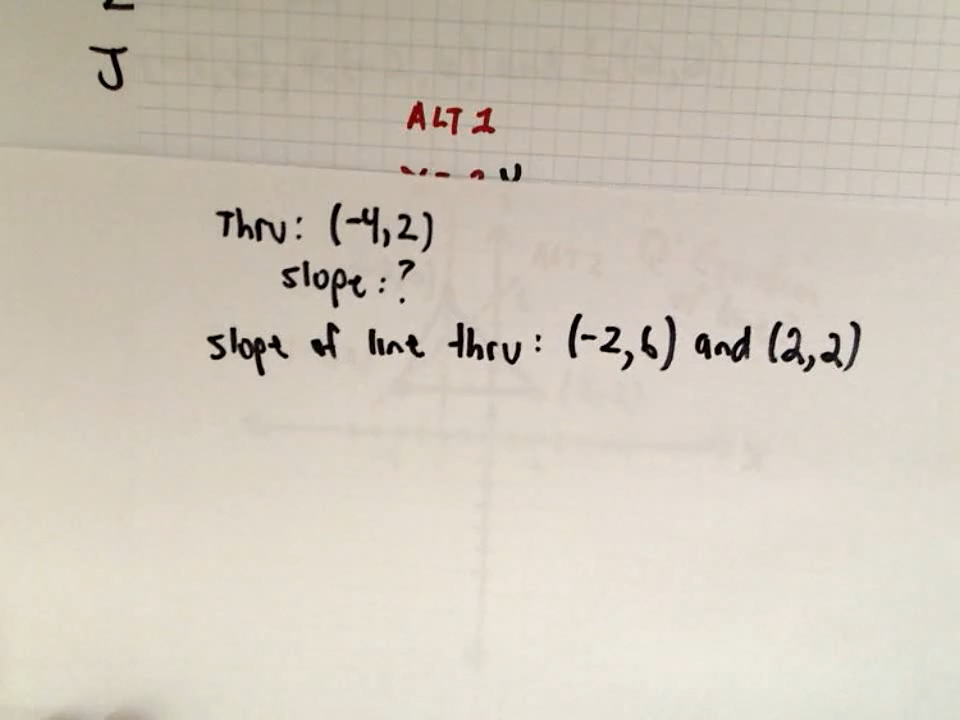 J
ALT 1
Thru: (-4,2)
slope: ?
slope of line thru: (-2,6) and (2,2)